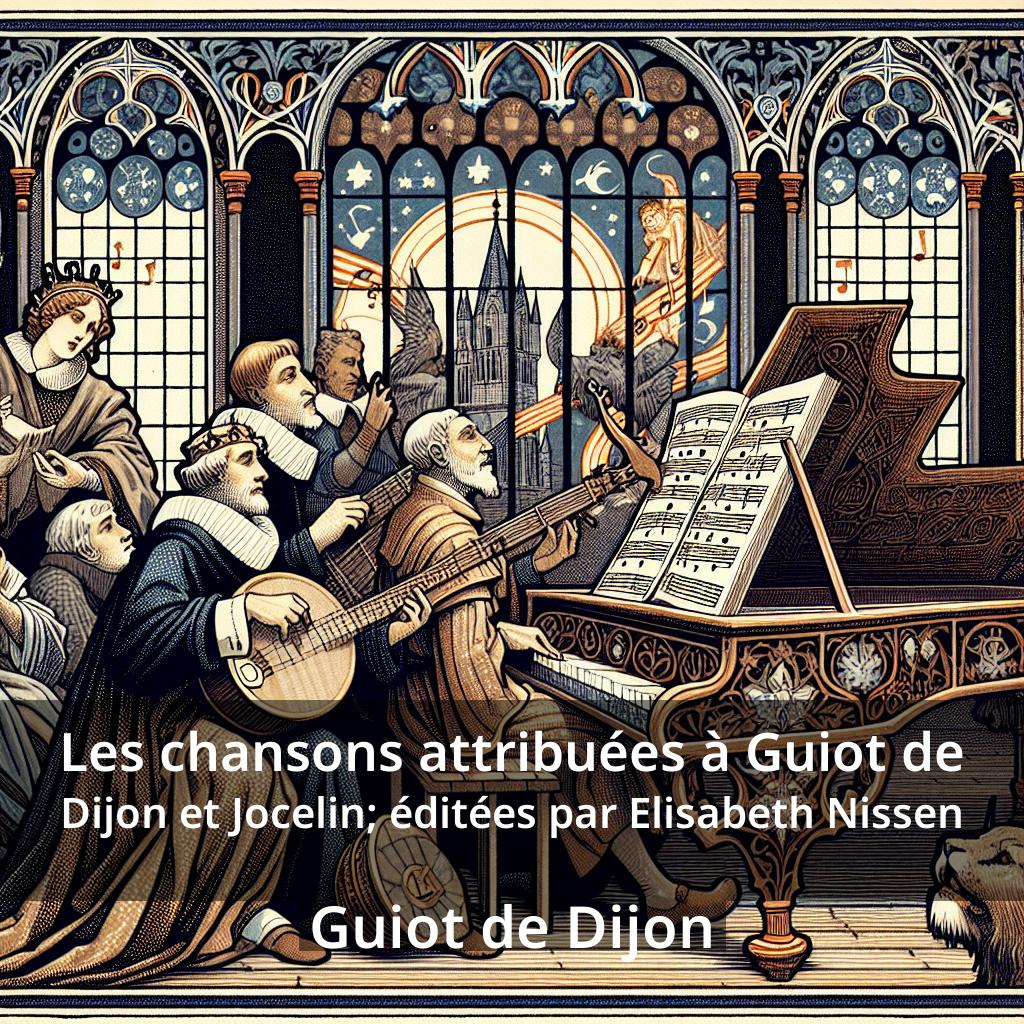 Les chansons attribuées à Guiot de
Dijon et Jocelin; éditées par Elisabeth Nissen
Guiot de Dijon